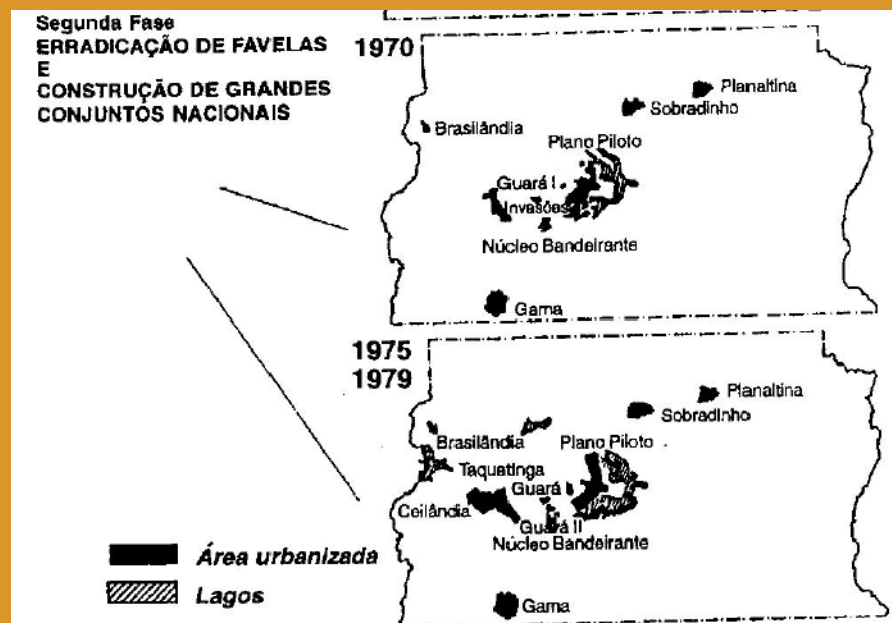 Segunda Fase
ERRADICAÇÃO DE FAVELAS
E
CONSTRUÇÃO DE GRANDES
CONJUNTOS NACIONAIS
1970
Planaltina
Sobradinho
Brasilândia
Plano Piloto
Guará I
Invasões
Núcleo Bandeirante
Gama
1975
1979
Planaltina
Sobradinho
Brasilândia
Plano Piloto
Taquatinga
Guará I
Ceilândia
Guará II
Núcleo Bandeirante
Gama
Área urbanizada
Lagos